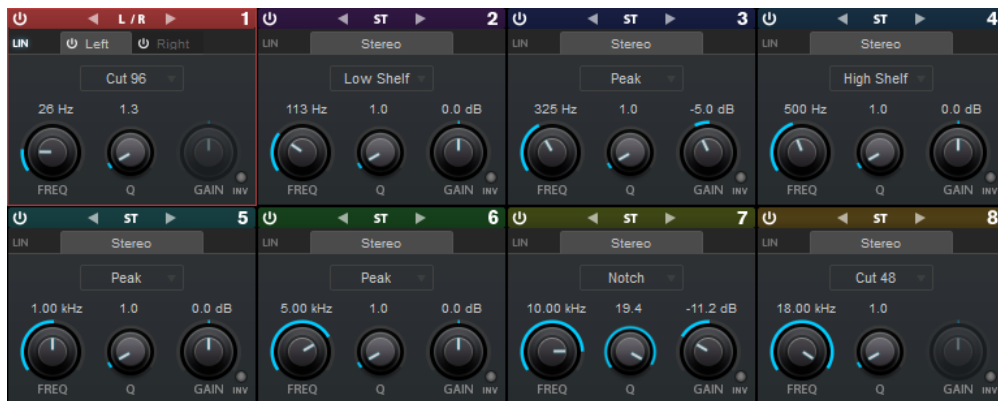 L/R 1 ST 2 ST 3 ST 4
LIN Left Right LIN Stereo LIN Stereo LIN Stereo
Cut 96 Low Shelf Peak High Shelf
26 Hz 1.3 113 Hz 1.0 0.0 dB 325 Hz 1.0 -5.0 dB 500 Hz 1.0 0.0 dB
FREQ Q GAIN INV FREQ Q GAIN INV FREQ Q GAIN INV FREQ Q GAIN INV
ST 5 ST 6 ST 7 ST 8
LIN Stereo LIN Stereo LIN Stereo LIN Stereo
Peak Peak Notch Cut 48
1.00 kHz 1.0 0.0 dB 5.00 kHz 1.0 0.0 dB 10.00 kHz 19.4 -11.2 dB 18.00 kHz 1.0
FREQ Q GAIN INV FREQ Q GAIN INV FREQ Q GAIN INV FREQ Q GAIN INV